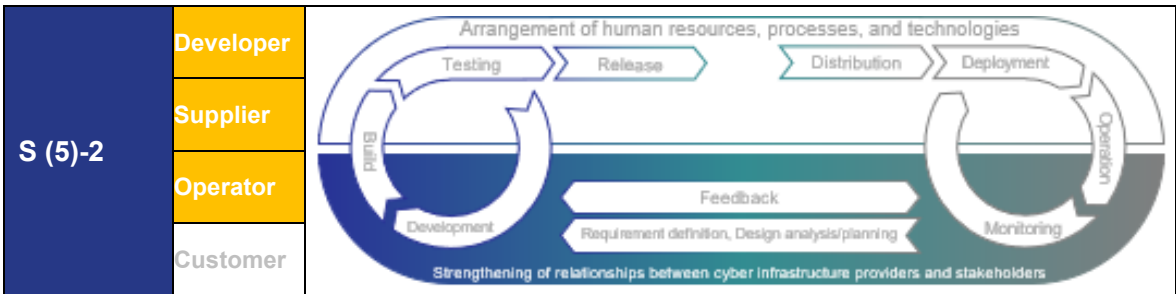 S (5)-2
Developer
Supplier
Operator
Customer
Arrangement of human resources, processes, and technologies
Testing
Release
Distribution
Deployment
Build
Operation
Feedback
Development
Requirement definition, Design analysis/planning
Monitoring
Strengthening of relationships between cyber infrastructure providers and stakeholders